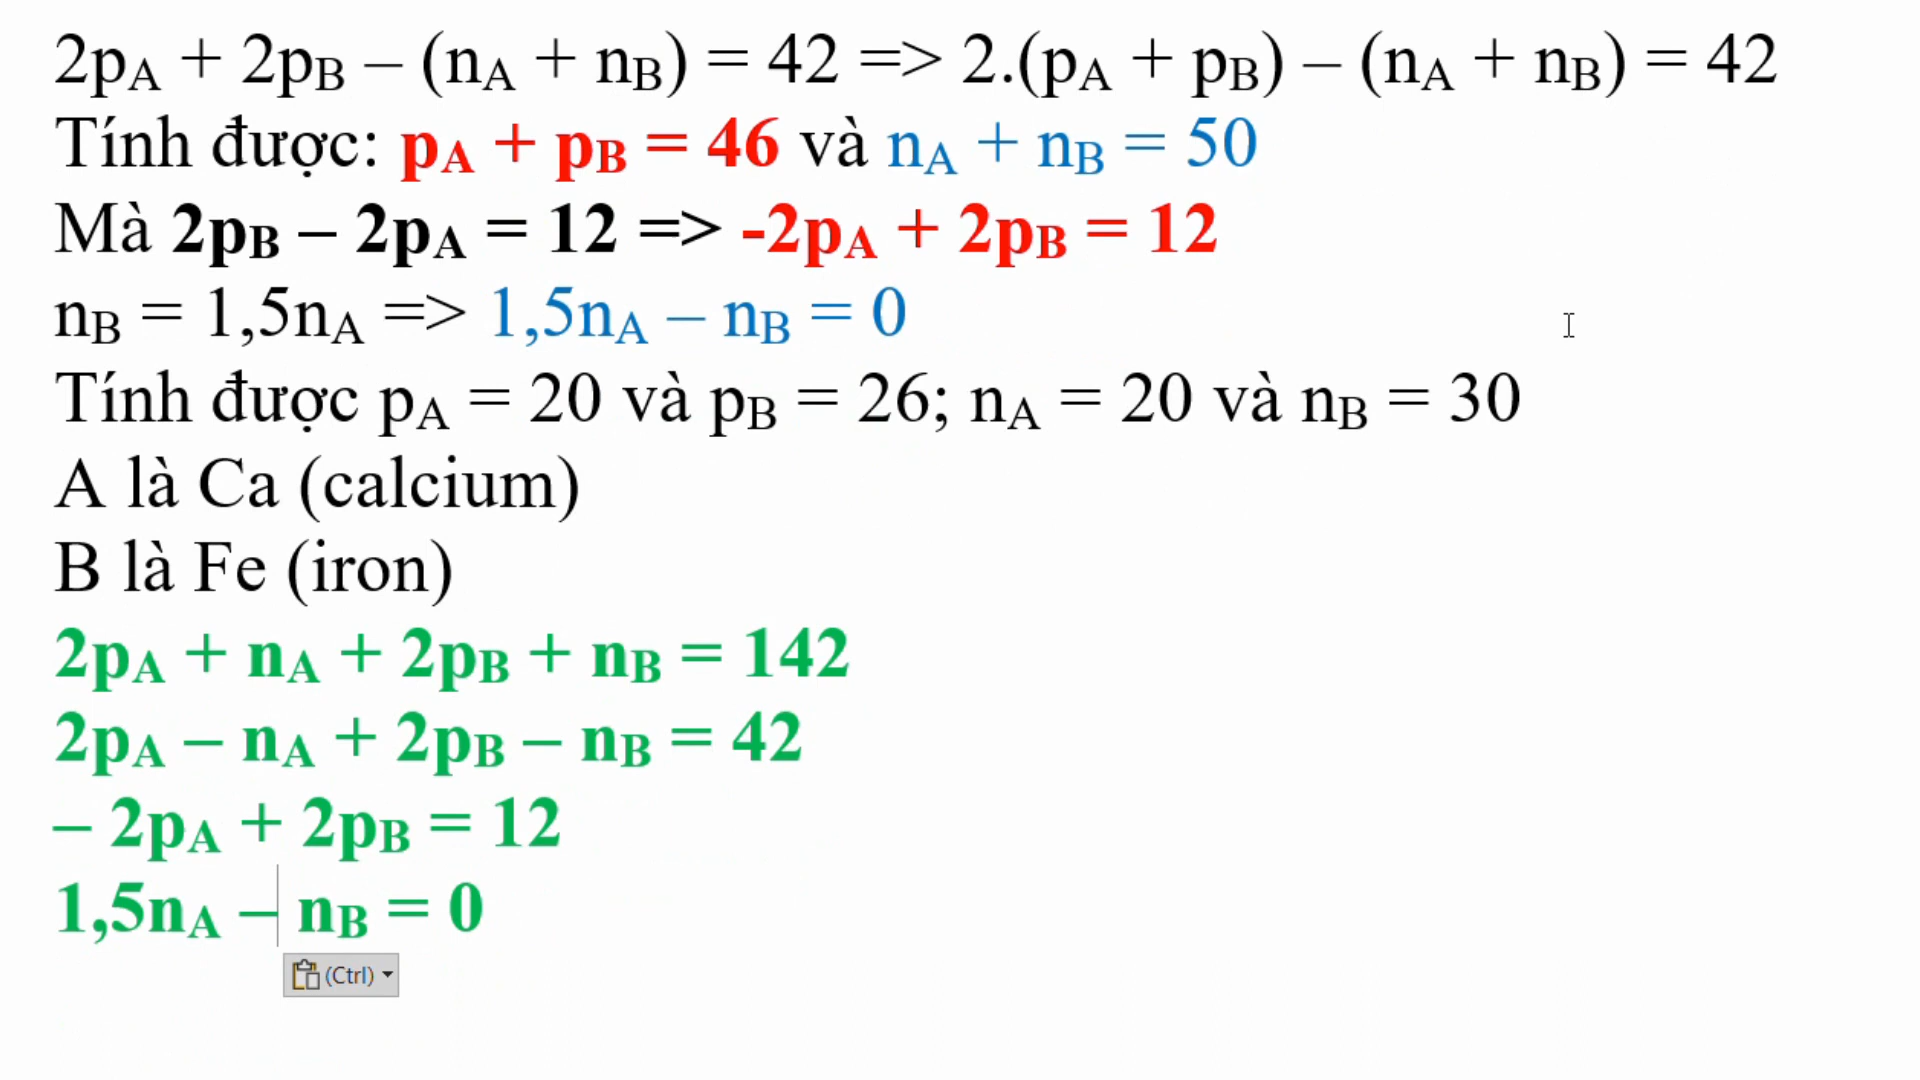 2pA + 2pB – (nA + nB) = 42 => 2.(pA + pB) – (nA + nB) = 42
Tính được: pA + pB = 46 và nA + nB = 50
Mà 2pB – 2pA = 12 => -2pA + 2pB = 12
nB = 1,5nA => 1,5nA – nB = 0
Tính được pA = 20 và pB = 26; nA = 20 và nB = 30
A là Ca (calcium)
B là Fe (iron)
2pA + nA + 2pB + nB = 142
2pA – nA + 2pB – nB = 42
– 2pA + 2pB = 12
1,5nA – nB = 0
(Ctrl)